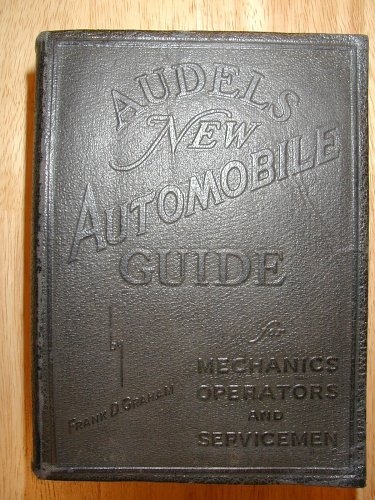 AUDELS
NEW
AUTOMOBILE
GUIDE
for
MECHANICS
OPERATORS
AND
SERVICEMEN
FRANK D. GRAHAM